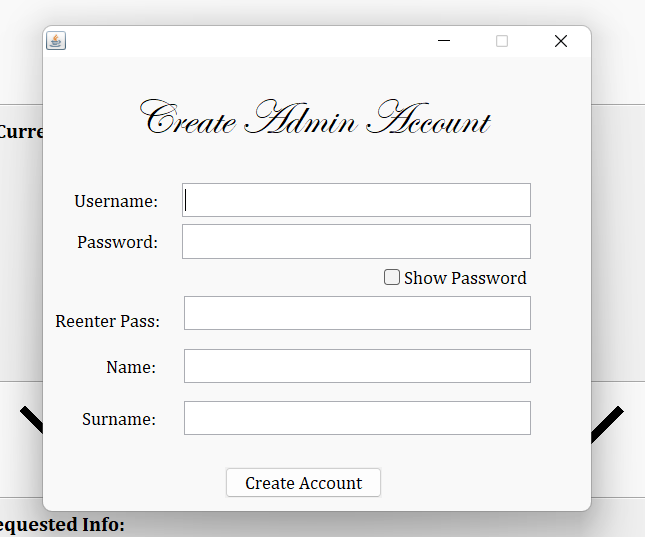 Create Admin Account
Curre
Username:
Password:
Show Password
Reenter Pass:
Name:
Surname:
Create Account
equested Info: